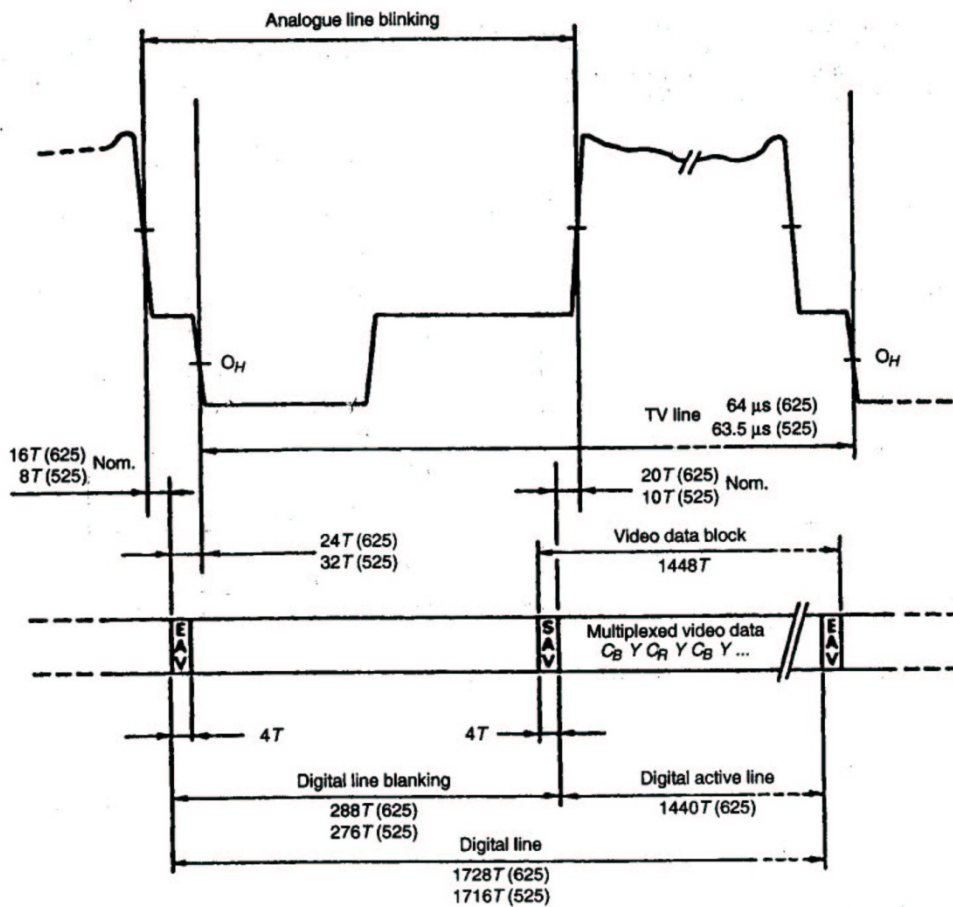 Analogue line blinking
O_H
O_H
TV line
64 μs (625)
63.5 μs (525)
16T (625)
8T (525)
Nom.
20T (625)
10T (525)
Nom.
24T (625)
32T (525)
Video data block
1448T
E
A
V
S
A
V
Multiplexed video data
C_B Y C_R Y C_B Y ...
E
A
V
4T
4T
Digital line blanking
288T (625)
276T (525)
Digital active line
1440T (625)
Digital line
1728T (625)
1716T (525)